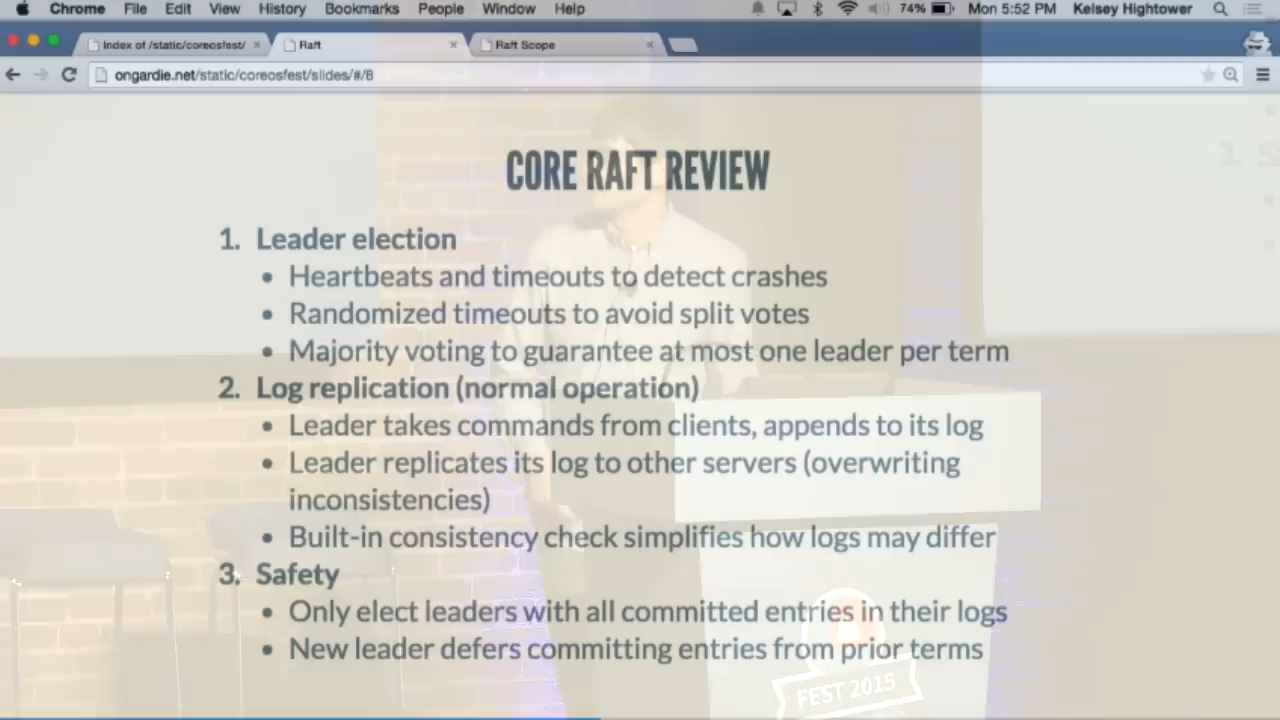 Chrome File Edit View History Bookmarks People Window Help 74% Mon 5:52 PM Kelsey Hightower
Index of /static/coreosfest/ Raft Raft Scope
ongardie.net/static/coreosfest/slides/#/8
CORE RAFT REVIEW
1. Leader election
• Heartbeats and timeouts to detect crashes
• Randomized timeouts to avoid split votes
• Majority voting to guarantee at most one leader per term
2. Log replication (normal operation)
• Leader takes commands from clients, appends to its log
• Leader replicates its log to other servers (overwriting
inconsistencies)
• Built-in consistency check simplifies how logs may differ
3. Safety
• Only elect leaders with all committed entries in their logs
• New leader defers committing entries from prior terms
FEST 2015